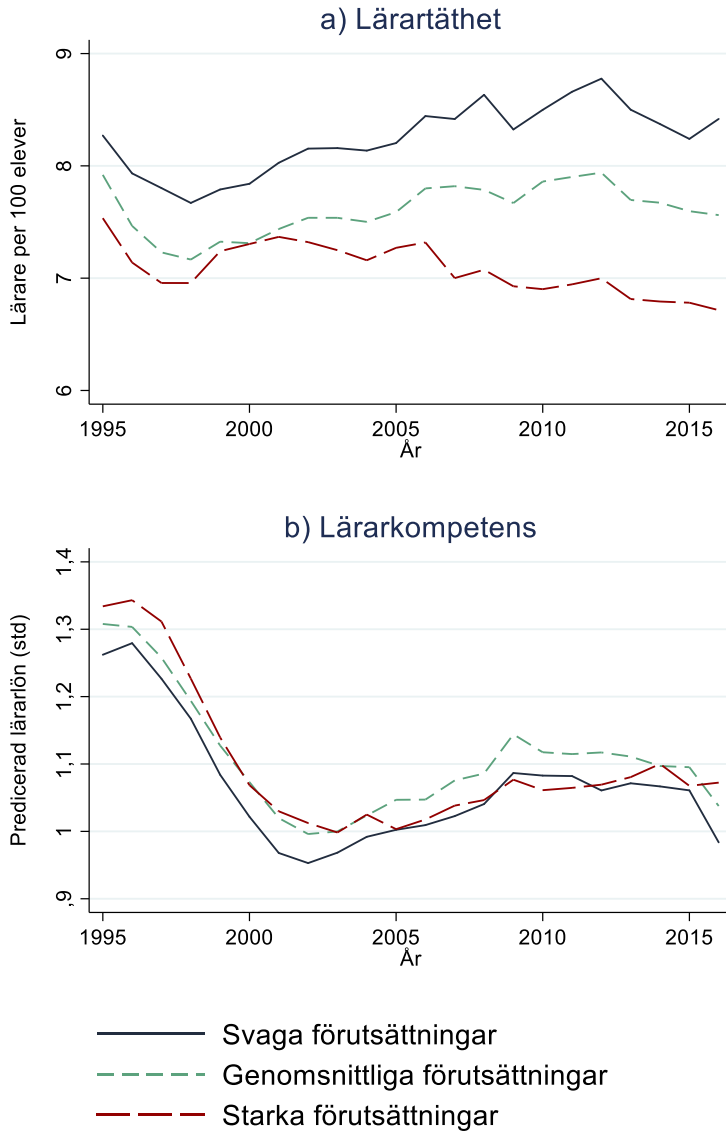 a) Lärartäthet
Lärare per 100 elever
9
8
7
6
1995 2000 2005 2010 2015
År
b) Lärarkompetens
Predicerad lärarlön (std)
1,4
1,3
1,2
1,1
1
,9
1995 2000 2005 2010 2015
År
Svaga förutsättningar
Genomsnittliga förutsättningar
Starka förutsättningar